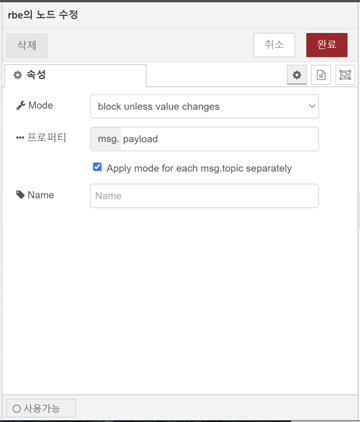 rbe의 노드 수정
삭제 취소 완료
속성
Mode block unless value changes
프로퍼티 msg. payload
Apply mode for each msg.topic separately
Name Name
사용가능